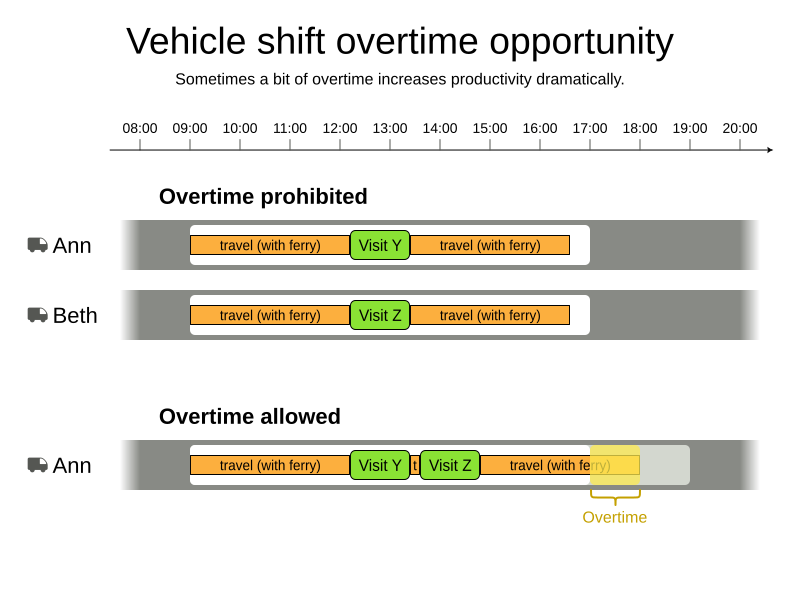 Vehicle shift overtime opportunity
Sometimes a bit of overtime increases productivity dramatically.
08:00 09:00 10:00 11:00 12:00 13:00 14:00 15:00 16:00 17:00 18:00 19:00 20:00
Overtime prohibited
Ann travel (with ferry) Visit Y travel (with ferry)
Beth travel (with ferry) Visit Z travel (with ferry)
Overtime allowed
Ann travel (with ferry) Visit Y t Visit Z travel (with ferry)
Overtime